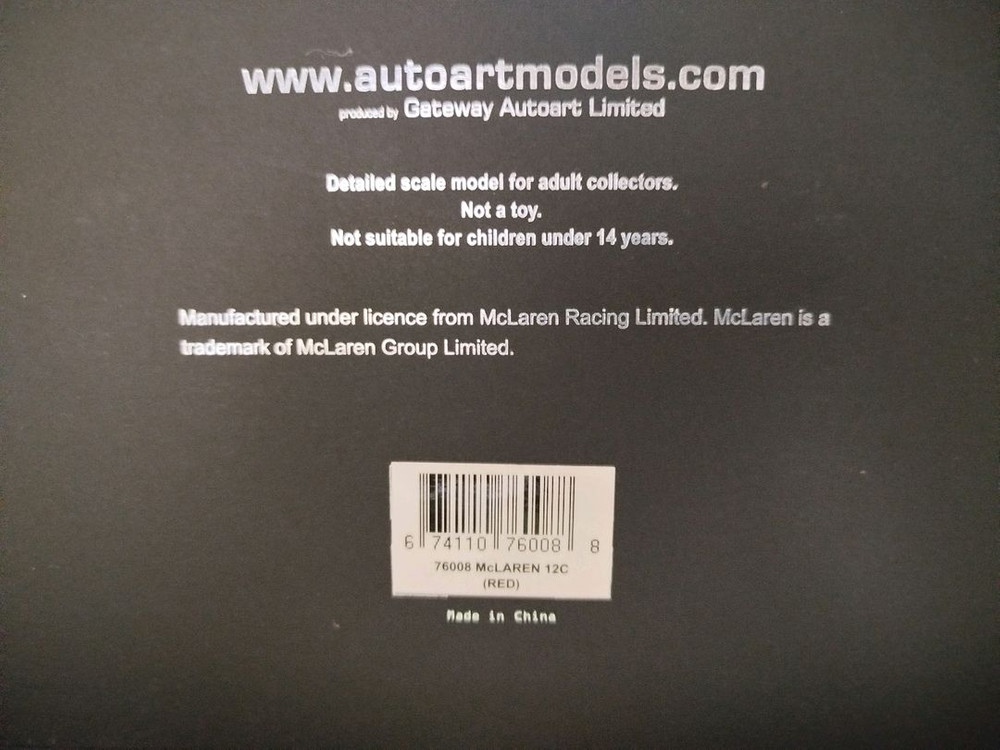 www.autoartmodels.com
produced by Gateway Autoart Limited
Detailed scale model for adult collectors.
Not a toy.
Not suitable for children under 14 years.
Manufactured under licence from McLaren Racing Limited. McLaren is a
trademark of McLaren Group Limited.
6 74110 76008 8
76008 McLAREN 12C
(RED)
Made in China